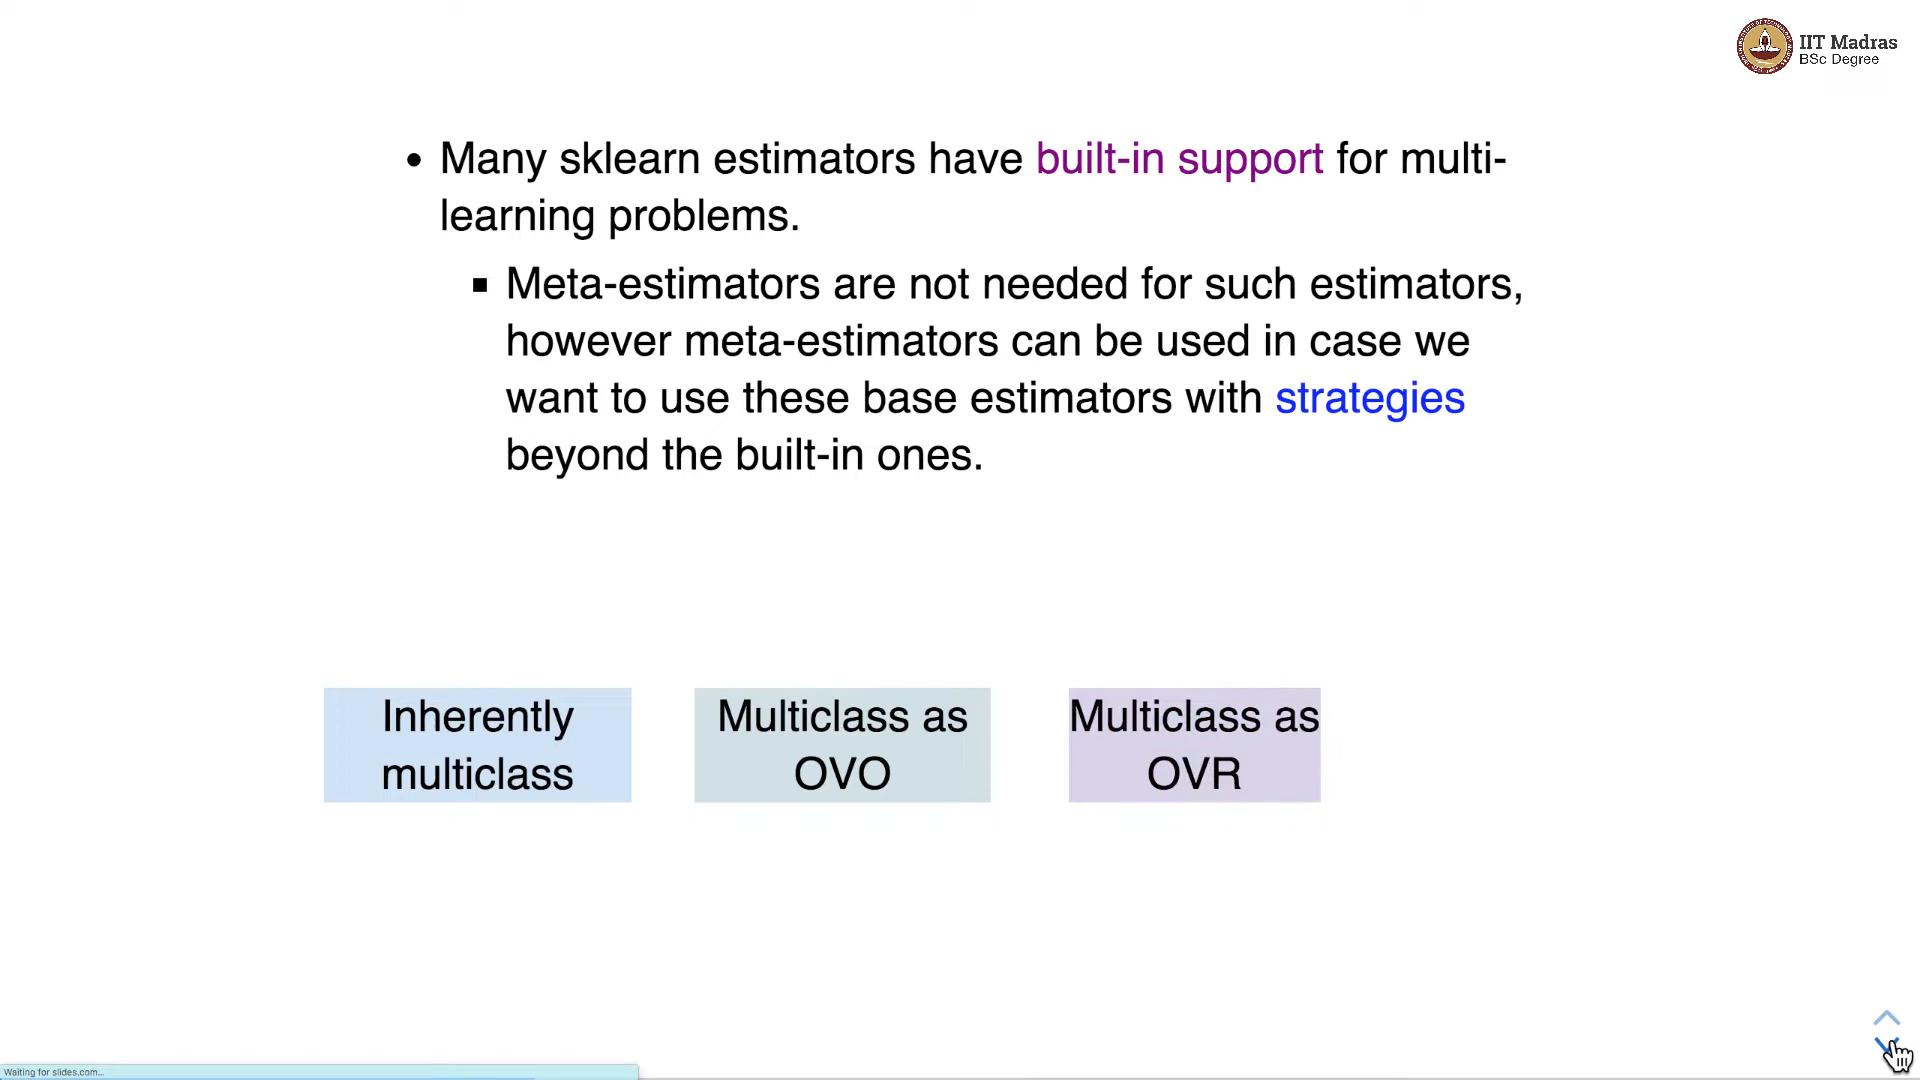 IIT Madras
BSc Degree
• Many sklearn estimators have built-in support for multi-
learning problems.
▪ Meta-estimators are not needed for such estimators,
however meta-estimators can be used in case we
want to use these base estimators with strategies
beyond the built-in ones.
Inherently
multiclass
Multiclass as
OVO
Multiclass as
OVR
Waiting for slides.com...